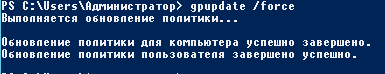 PS C:\Users\Администратор> gpupdate /force
Выполняется обновление политики...
Обновление политики для компьютера успешно завершено.
Обновление политики пользователя завершено успешно.